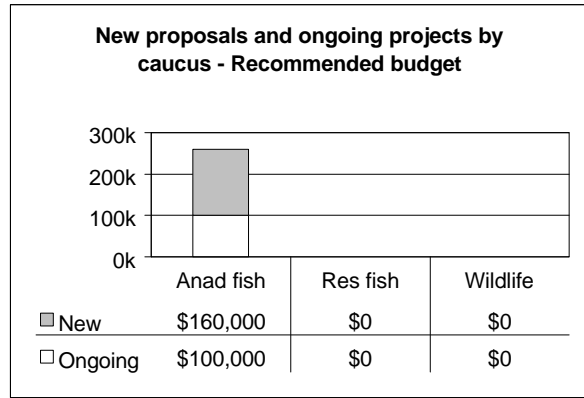 New proposals and ongoing projects by
caucus - Recommended budget
300k
200k
100k
0k
Anad fish Res fish Wildlife
New $160,000 $0 $0
Ongoing $100,000 $0 $0